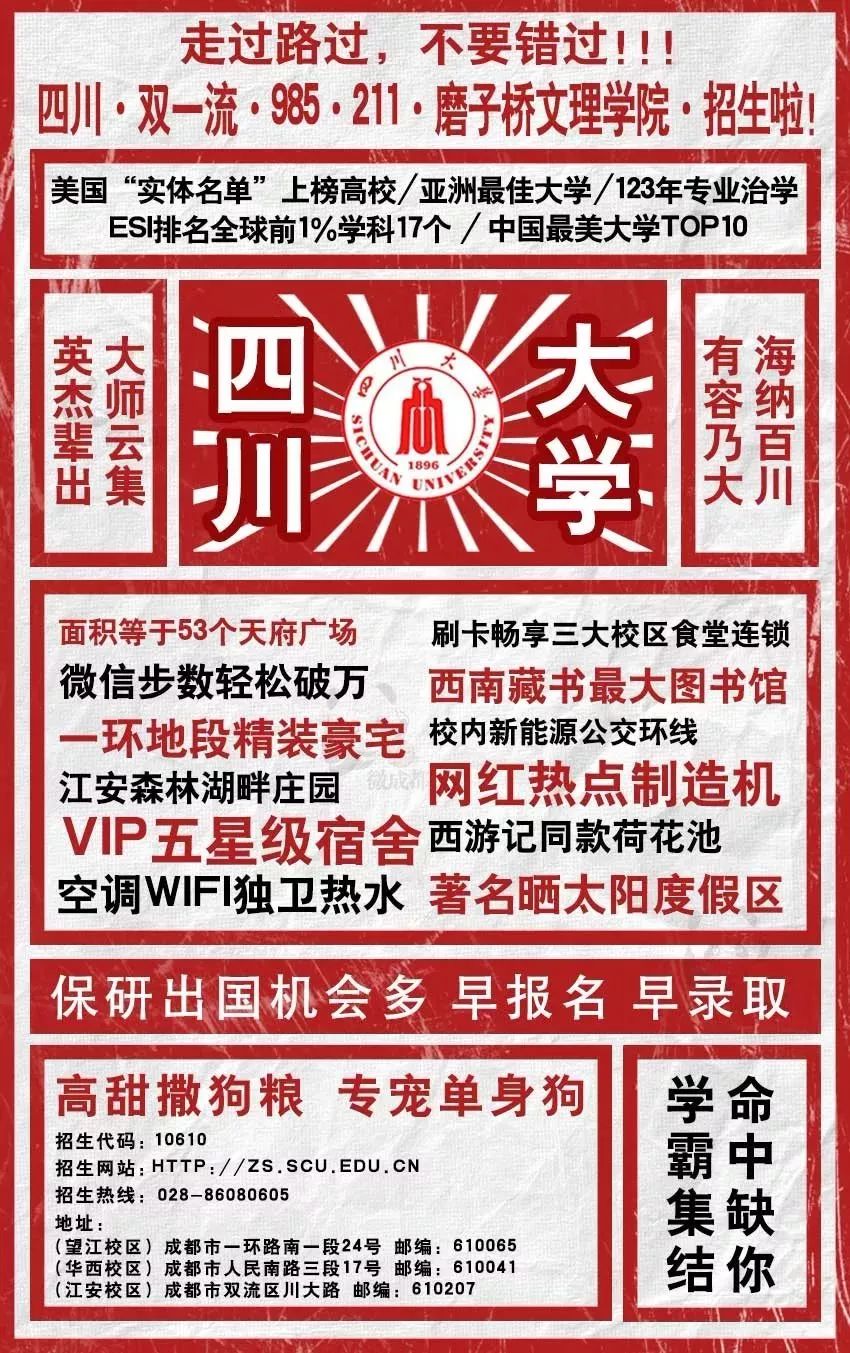 走过路过，不要错过!!!
四川·双一流·985·211·磨子桥文理学院·招生啦!
美国“实体名单”上榜高校/亚洲最佳大学/123年专业治学
ESI排名全球前1%学科17个 / 中国最美大学TOP10
大师云集
英杰辈出
四川
大学
四川大学
1896
SICHUAN UNIVERSITY
海纳百川
有容乃大
面积等于53个天府广场
微信步数轻松破万
一环地段精装豪宅
江安森林湖畔庄园
VIP五星级宿舍
空调WIFI独卫热水
刷卡畅享三大校区食堂连锁
西南藏书最大图书馆
校内新能源公交环线
网红热点制造机
西游记同款荷花池
著名晒太阳度假区
保研出国机会多 早报名 早录取
高甜撒狗粮 专宠单身狗
招生代码：10610
招生网站：HTTP://ZS.SCU.EDU.CN
招生热线：028-86080605
地址：
(望江校区) 成都市一环路南一段24号 邮编：610065
(华西校区) 成都市人民南路三段17号 邮编：610041
(江安校区) 成都市双流区川大路 邮编：610207
命中缺你
学霸集结